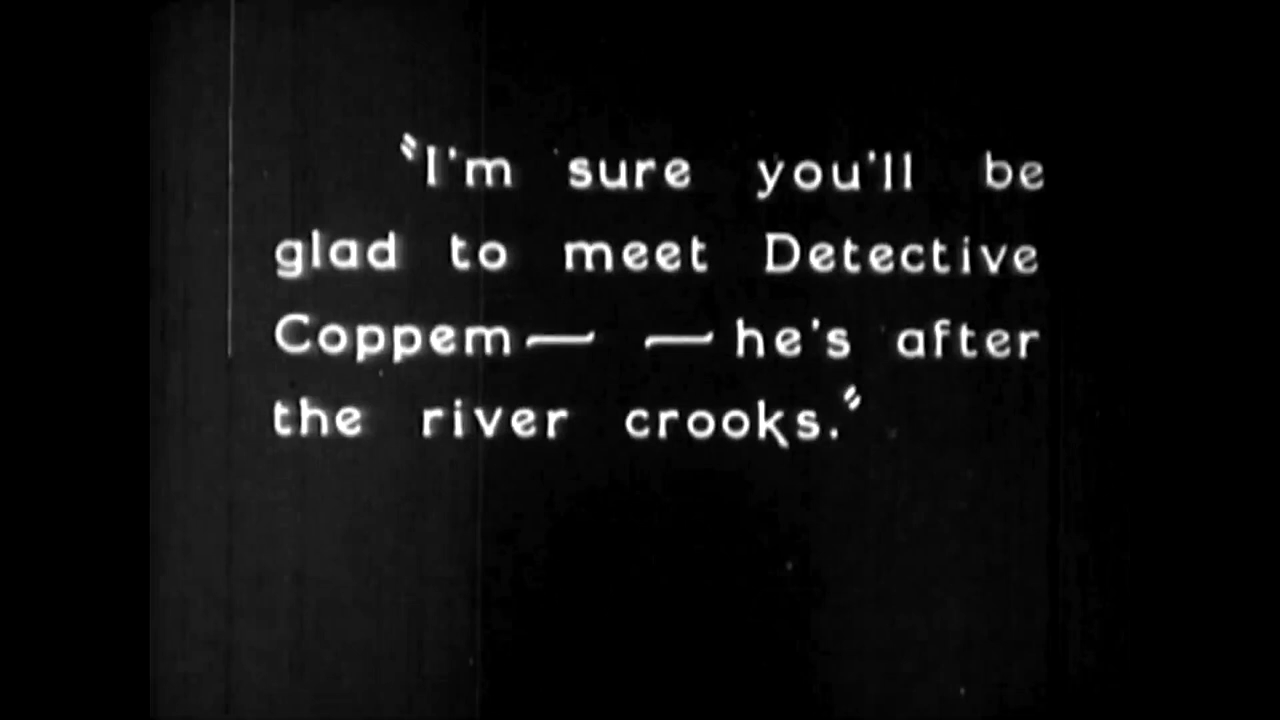 "I'm sure you'll be
glad to meet Detective
Coppem— —he's after
the river crooks."